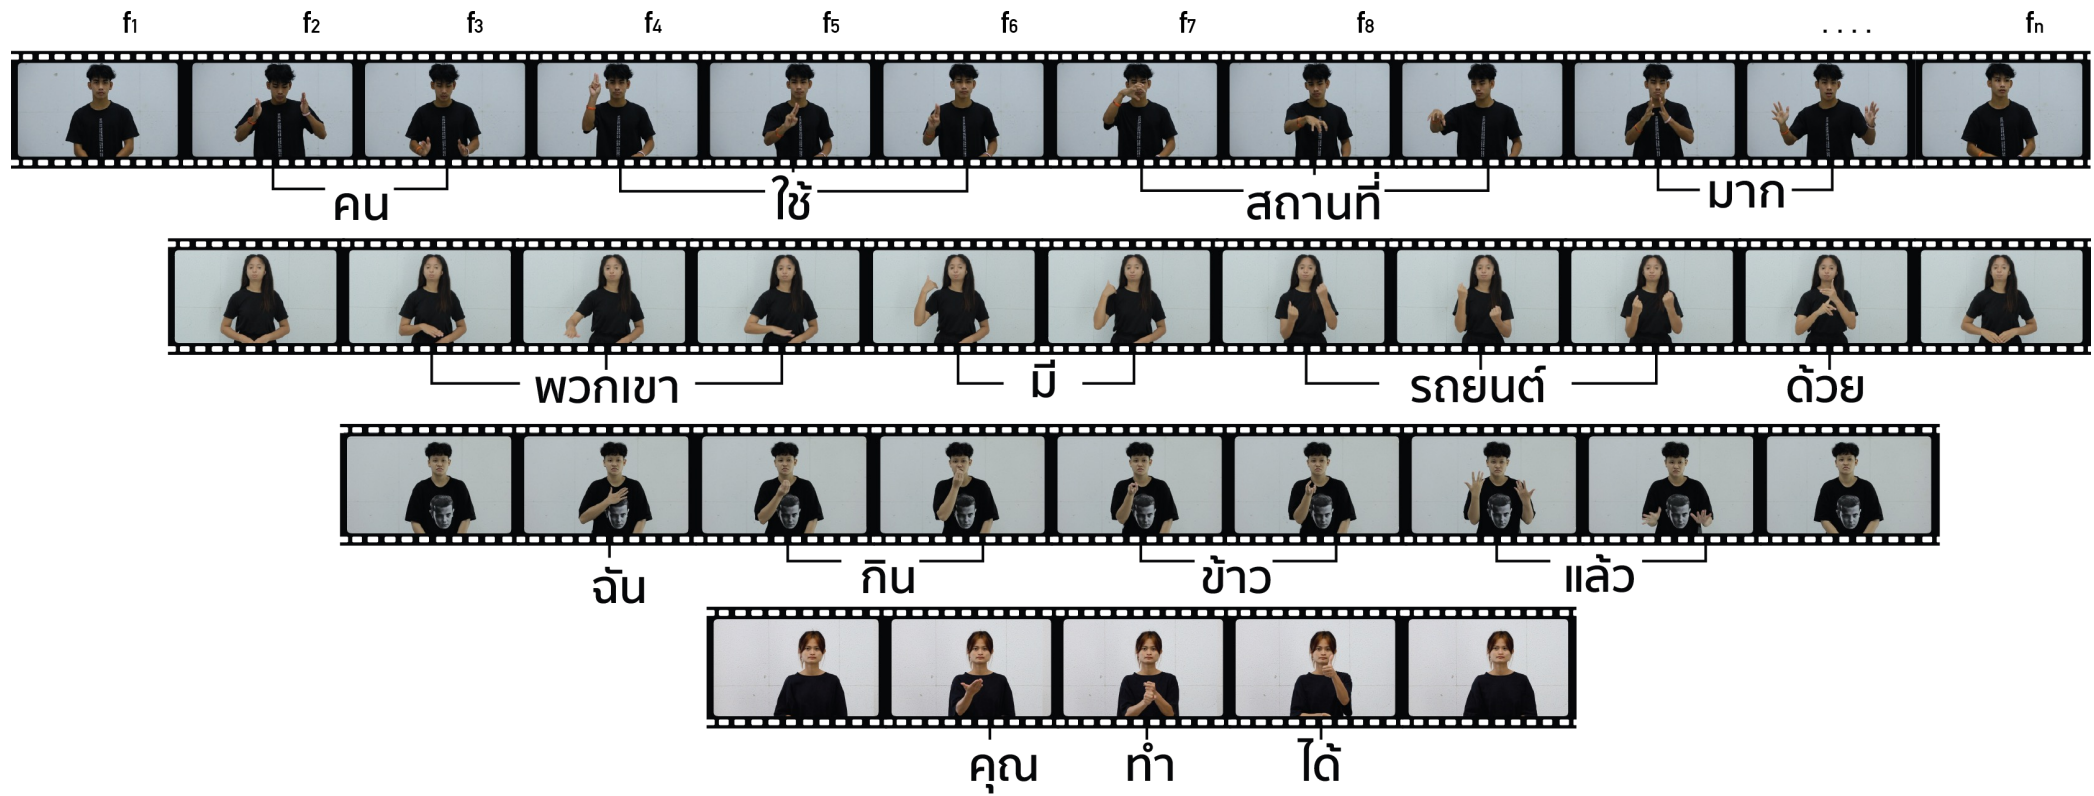 f1 f2 f3 f4 f5 f6 f7 f8 .... fn
คน ใช้ สถานที่ มาก
พวกเขา มี รถยนต์ ด้วย
ฉัน กิน ข้าว แล้ว
คุณ ทำ ได้